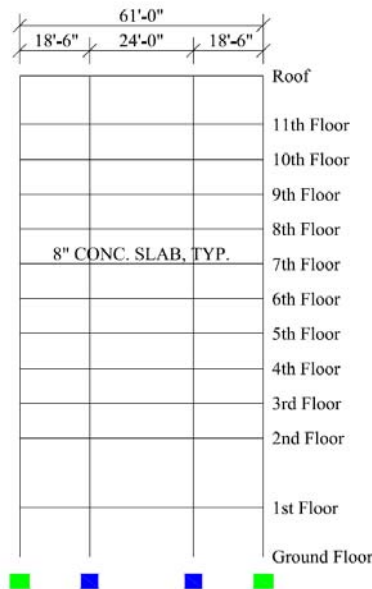 61'-0"
18'-6" 24'-0" 18'-6"
Roof
11th Floor
10th Floor
9th Floor
8th Floor
8" CONC. SLAB, TYP.
7th Floor
6th Floor
5th Floor
4th Floor
3rd Floor
2nd Floor
1st Floor
Ground Floor